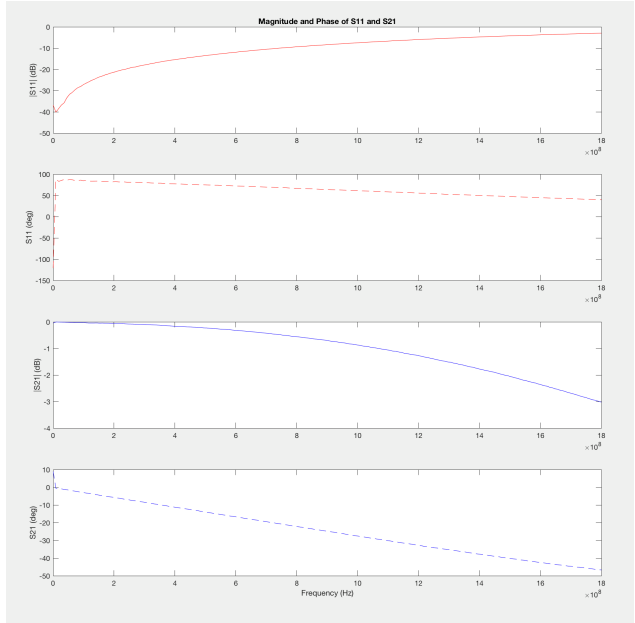 Magnitude and Phase of S11 and S21
|S11| (dB)
0
-10
-20
-30
-40
-50
0 2 4 6 8 10 12 14 16 18
×10⁸
S11 (deg)
100
50
0
-50
-100
-150
0 2 4 6 8 10 12 14 16 18
×10⁸
|S21| (dB)
0
-1
-2
-3
-4
0 2 4 6 8 10 12 14 16 18
×10⁸
S21 (deg)
10
0
-10
-20
-30
-40
-50
0 2 4 6 8 10 12 14 16 18
×10⁸
Frequency (Hz)